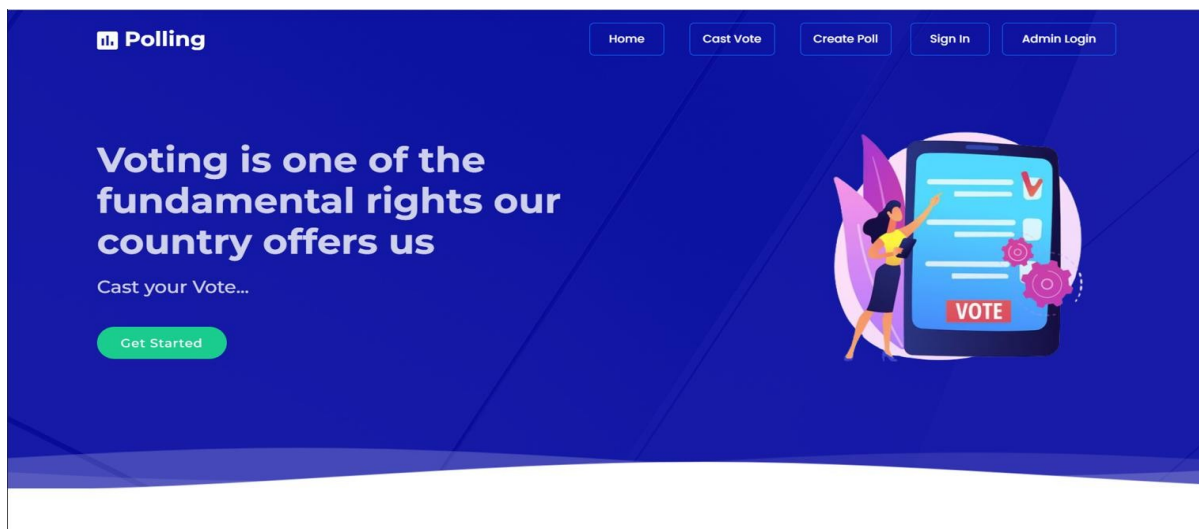 Polling
Home
Cast Vote
Create Poll
Sign In
Admin Login
Voting is one of the
fundamental rights our
country offers us
Cast your Vote...
Get Started
VOTE